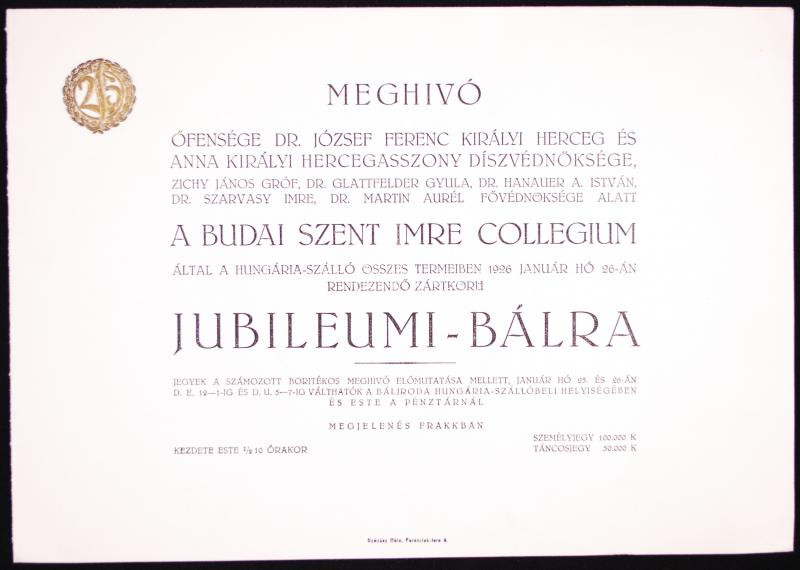 25
MEGHIVÓ
ŐFENSÉGE DR. JÓZSEF FERENC KIRÁLYI HERCEG ÉS
ANNA KIRÁLYI HERCEGASSZONY DÍSZVÉDNÖKSÉGE,
ZICHY JÁNOS GRÓF, DR. GLATTFELDER GYULA, DR. HANAUER A. ISTVÁN,
DR. SZARVASY IMRE, DR. MARTIN AURÉL FŐVÉDNÖKSÉGE ALATT
A BUDAI SZENT IMRE COLLEGIUM
ÁLTAL A HUNGÁRIA-SZÁLLÓ ÖSSZES TERMEIBEN 1926 JANUÁR HÓ 26-ÁN
RENDEZENDŐ ZÁRTKÖRŰ
JUBILEUMI-BÁLRA
JEGYEK A SZÁMOZOTT BORITÉKOS MEGHIVÓ ELŐMUTATÁSA MELLETT, JANUÁR HÓ 25. ÉS 26-ÁN
D. E. 12—1-IG ÉS D. U. 5—7-IG VÁLTHATÓK A BÁLIRODA HUNGÁRIA-SZÁLLÓBELI HELYISÉGÉBEN
ÉS ESTE A PÉNZTÁRNÁL
MEGJELENÉS FRAKKBAN
KEZDETE ESTE 1/2 10 ÓRAKOR
SZEMÉLYJEGY 100.000 K
TÁNCOSJEGY 50.000 K